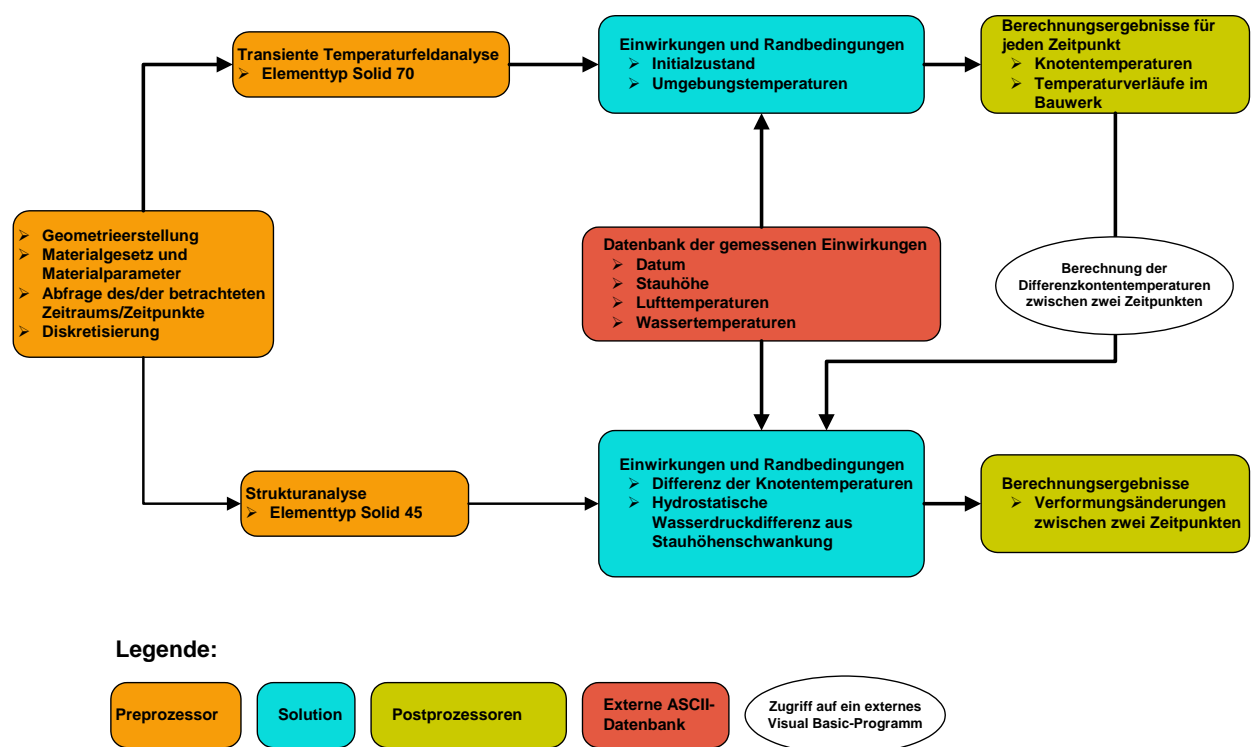 Transiente Temperaturfeldanalyse
➢ Elementtyp Solid 70
Einwirkungen und Randbedingungen
➢ Initialzustand
➢ Umgebungstemperaturen
Berechnungsergebnisse für
jeden Zeitpunkt
➢ Knotentemperaturen
➢ Temperaturverläufe im
Bauwerk
➢ Geometrieerstellung
➢ Materialgesetz und
Materialparameter
➢ Abfrage des/der betrachteten
Zeitraums/Zeitpunkte
➢ Diskretisierung
Datenbank der gemessenen Einwirkungen
➢ Datum
➢ Stauhöhe
➢ Lufttemperaturen
➢ Wassertemperaturen
Berechnung der
Differenzkontentemperaturen
zwischen zwei Zeitpunkten
Strukturanalyse
➢ Elementtyp Solid 45
Einwirkungen und Randbedingungen
➢ Differenz der Knotentemperaturen
➢ Hydrostatische
Wasserdruckdifferenz aus
Stauhöhenschwankung
Berechnungsergebnisse
➢ Verformungsänderungen
zwischen zwei Zeitpunkten
Legende:
Preprozessor
Solution
Postprozessoren
Externe ASCII-
Datenbank
Zugriff auf ein externes
Visual Basic-Programm